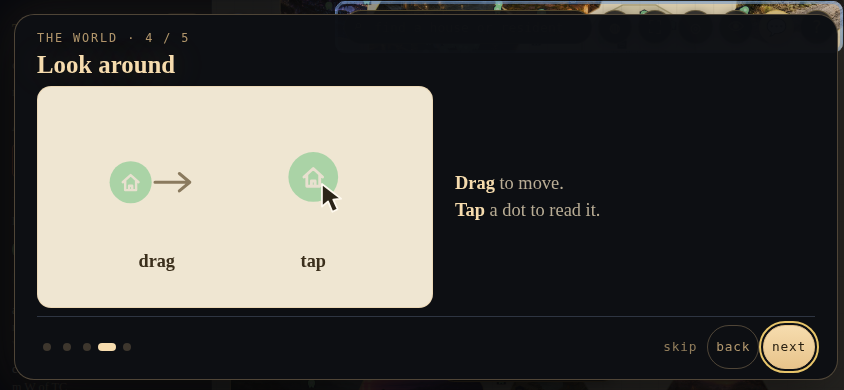 THE WORLD · 4 / 5
Look around
drag
tap
Drag to move.
Tap a dot to read it.
skip
back
next